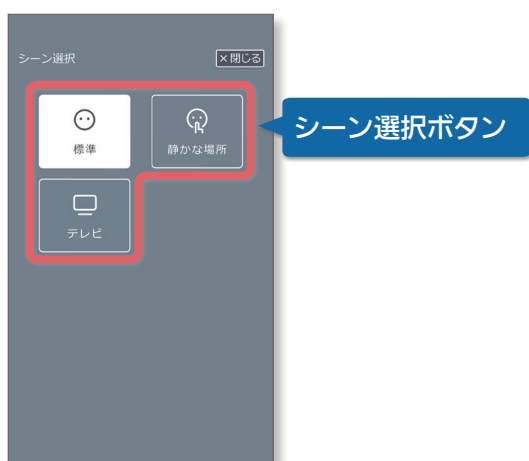 シーン選択
×閉じる
標準
静かな場所
テレビ
シーン選択ボタン